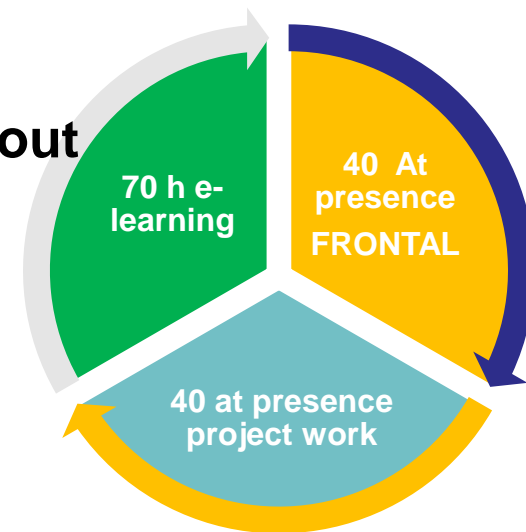 out
70 h e-
learning
40 At
presence
FRONTAL
40 at presence
project work